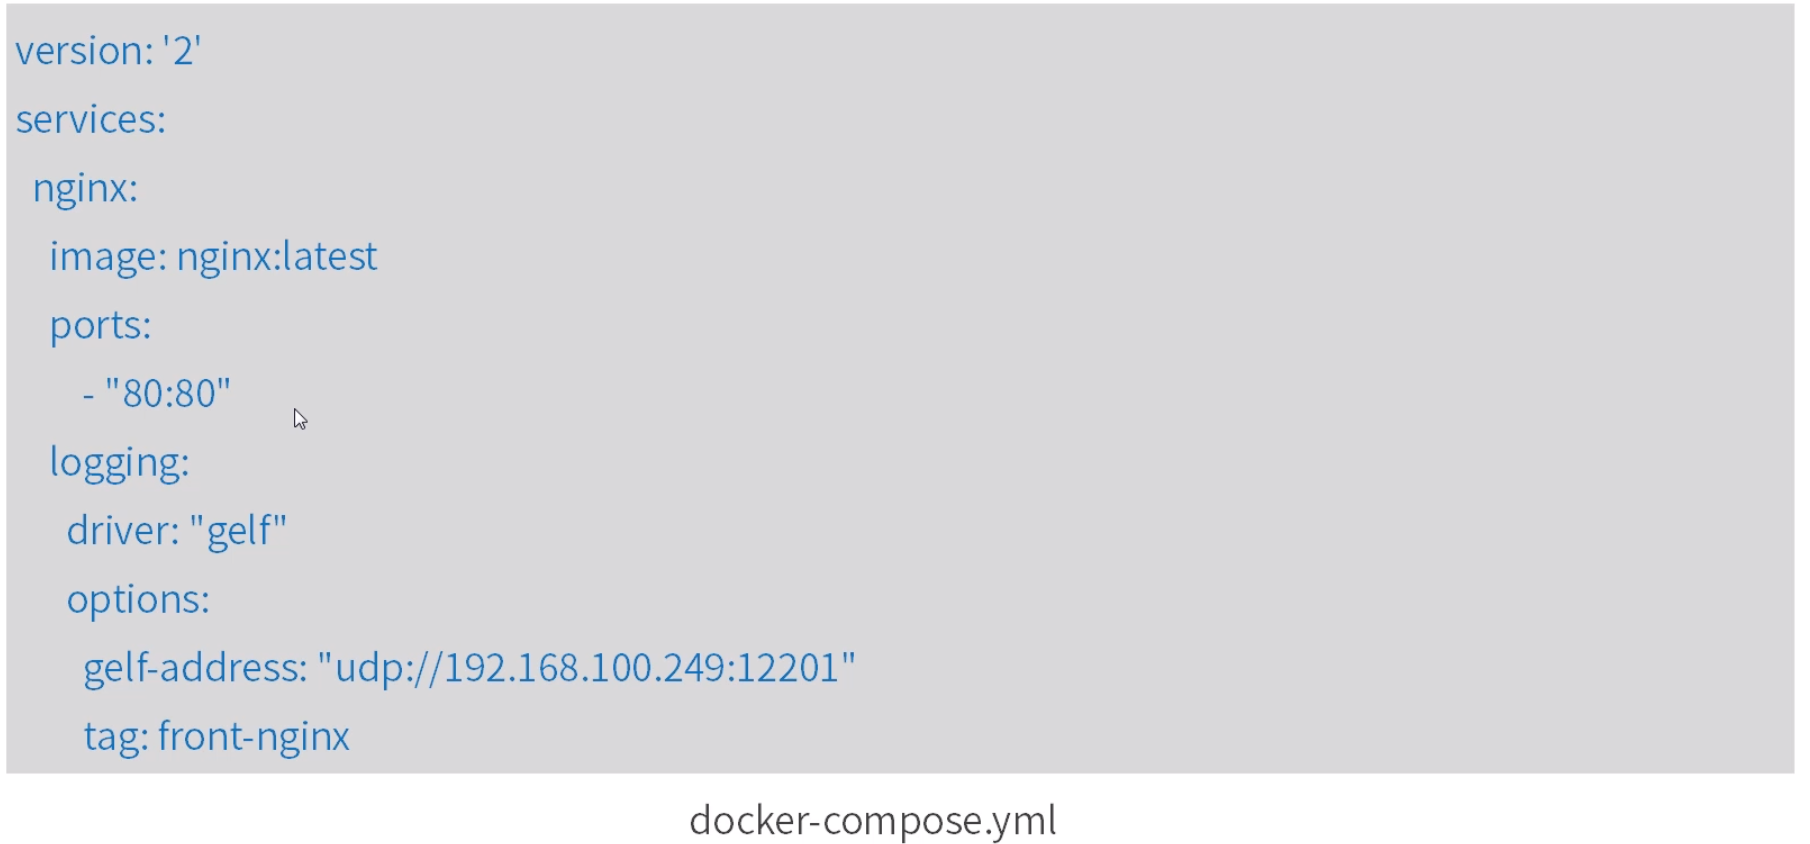 version: '2'
services:
  nginx:
    image: nginx:latest
    ports:
        - "80:80"
    logging:
      driver: "gelf"
      options:
        gelf-address: "udp://192.168.100.249:12201"
        tag: front-nginx
docker-compose.yml